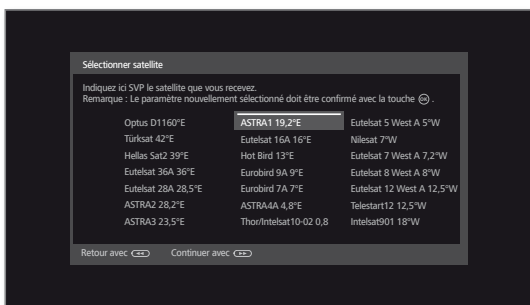 Sélectionner satellite
Indiquez ici SVP le satellite que vous recevez.
Remarque : Le paramètre nouvellement sélectionné doit être confirmé avec la touche OK .
Optus D1160°E
Türksat 42°E
Hellas Sat2 39°E
Eutelsat 36A 36°E
Eutelsat 28A 28,5°E
ASTRA2 28,2°E
ASTRA3 23,5°E
ASTRA1 19,2°E
Eutelsat 16A 16°E
Hot Bird 13°E
Eurobird 9A 9°E
Eurobird 7A 7°E
ASTRA4A 4,8°E
Thor/Intelsat10-02 0,8
Eutelsat 5 West A 5°W
Nilesat 7°W
Eutelsat 7 West A 7,2°W
Eutelsat 8 West A 8°W
Eutelsat 12 West A 12,5°W
Telestart12 12,5°W
Intelsat901 18°W
Retour avec Continuer avec